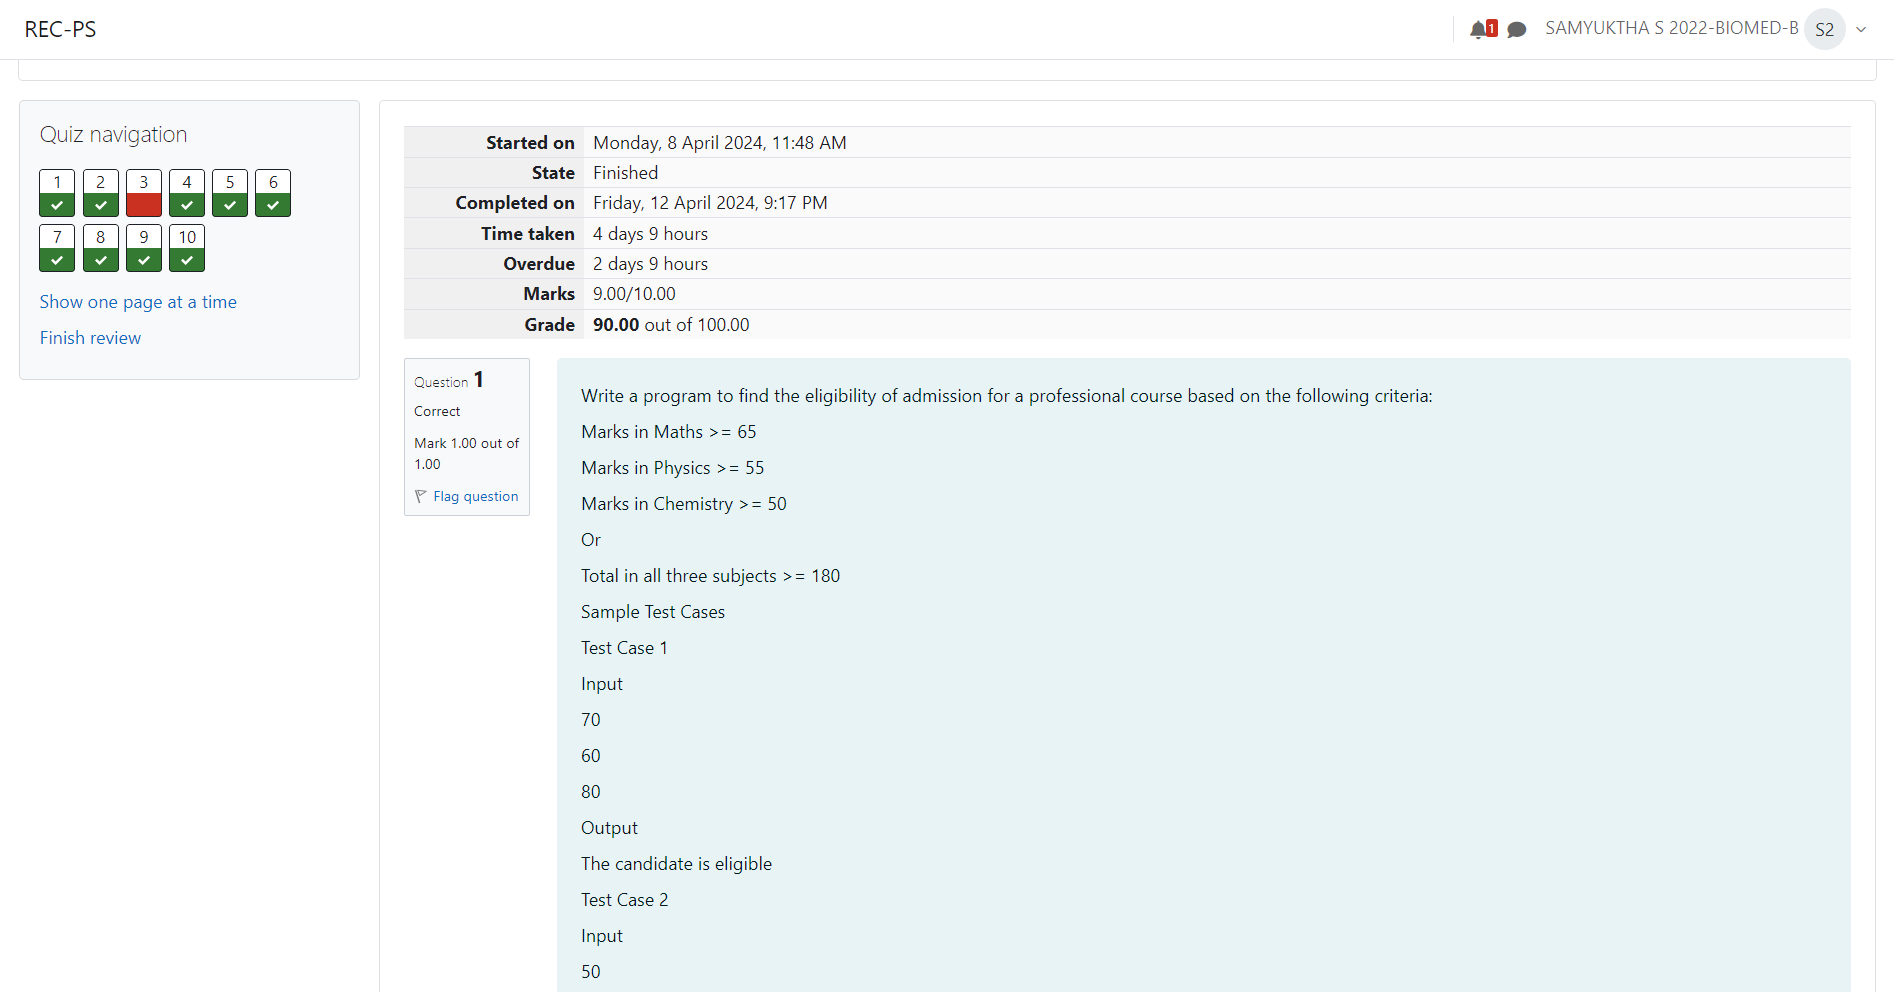 REC-PS
1
SAMYUKTHA S 2022-BIOMED-B
S2
Quiz navigation
1 2 3 4 5 6
7 8 9 10
Show one page at a time
Finish review
Started on Monday, 8 April 2024, 11:48 AM
State Finished
Completed on Friday, 12 April 2024, 9:17 PM
Time taken 4 days 9 hours
Overdue 2 days 9 hours
Marks 9.00/10.00
Grade 90.00 out of 100.00
Question 1
Correct
Mark 1.00 out of
1.00
Flag question
Write a program to find the eligibility of admission for a professional course based on the following criteria:
Marks in Maths >= 65
Marks in Physics >= 55
Marks in Chemistry >= 50
Or
Total in all three subjects >= 180
Sample Test Cases
Test Case 1
Input
70
60
80
Output
The candidate is eligible
Test Case 2
Input
50